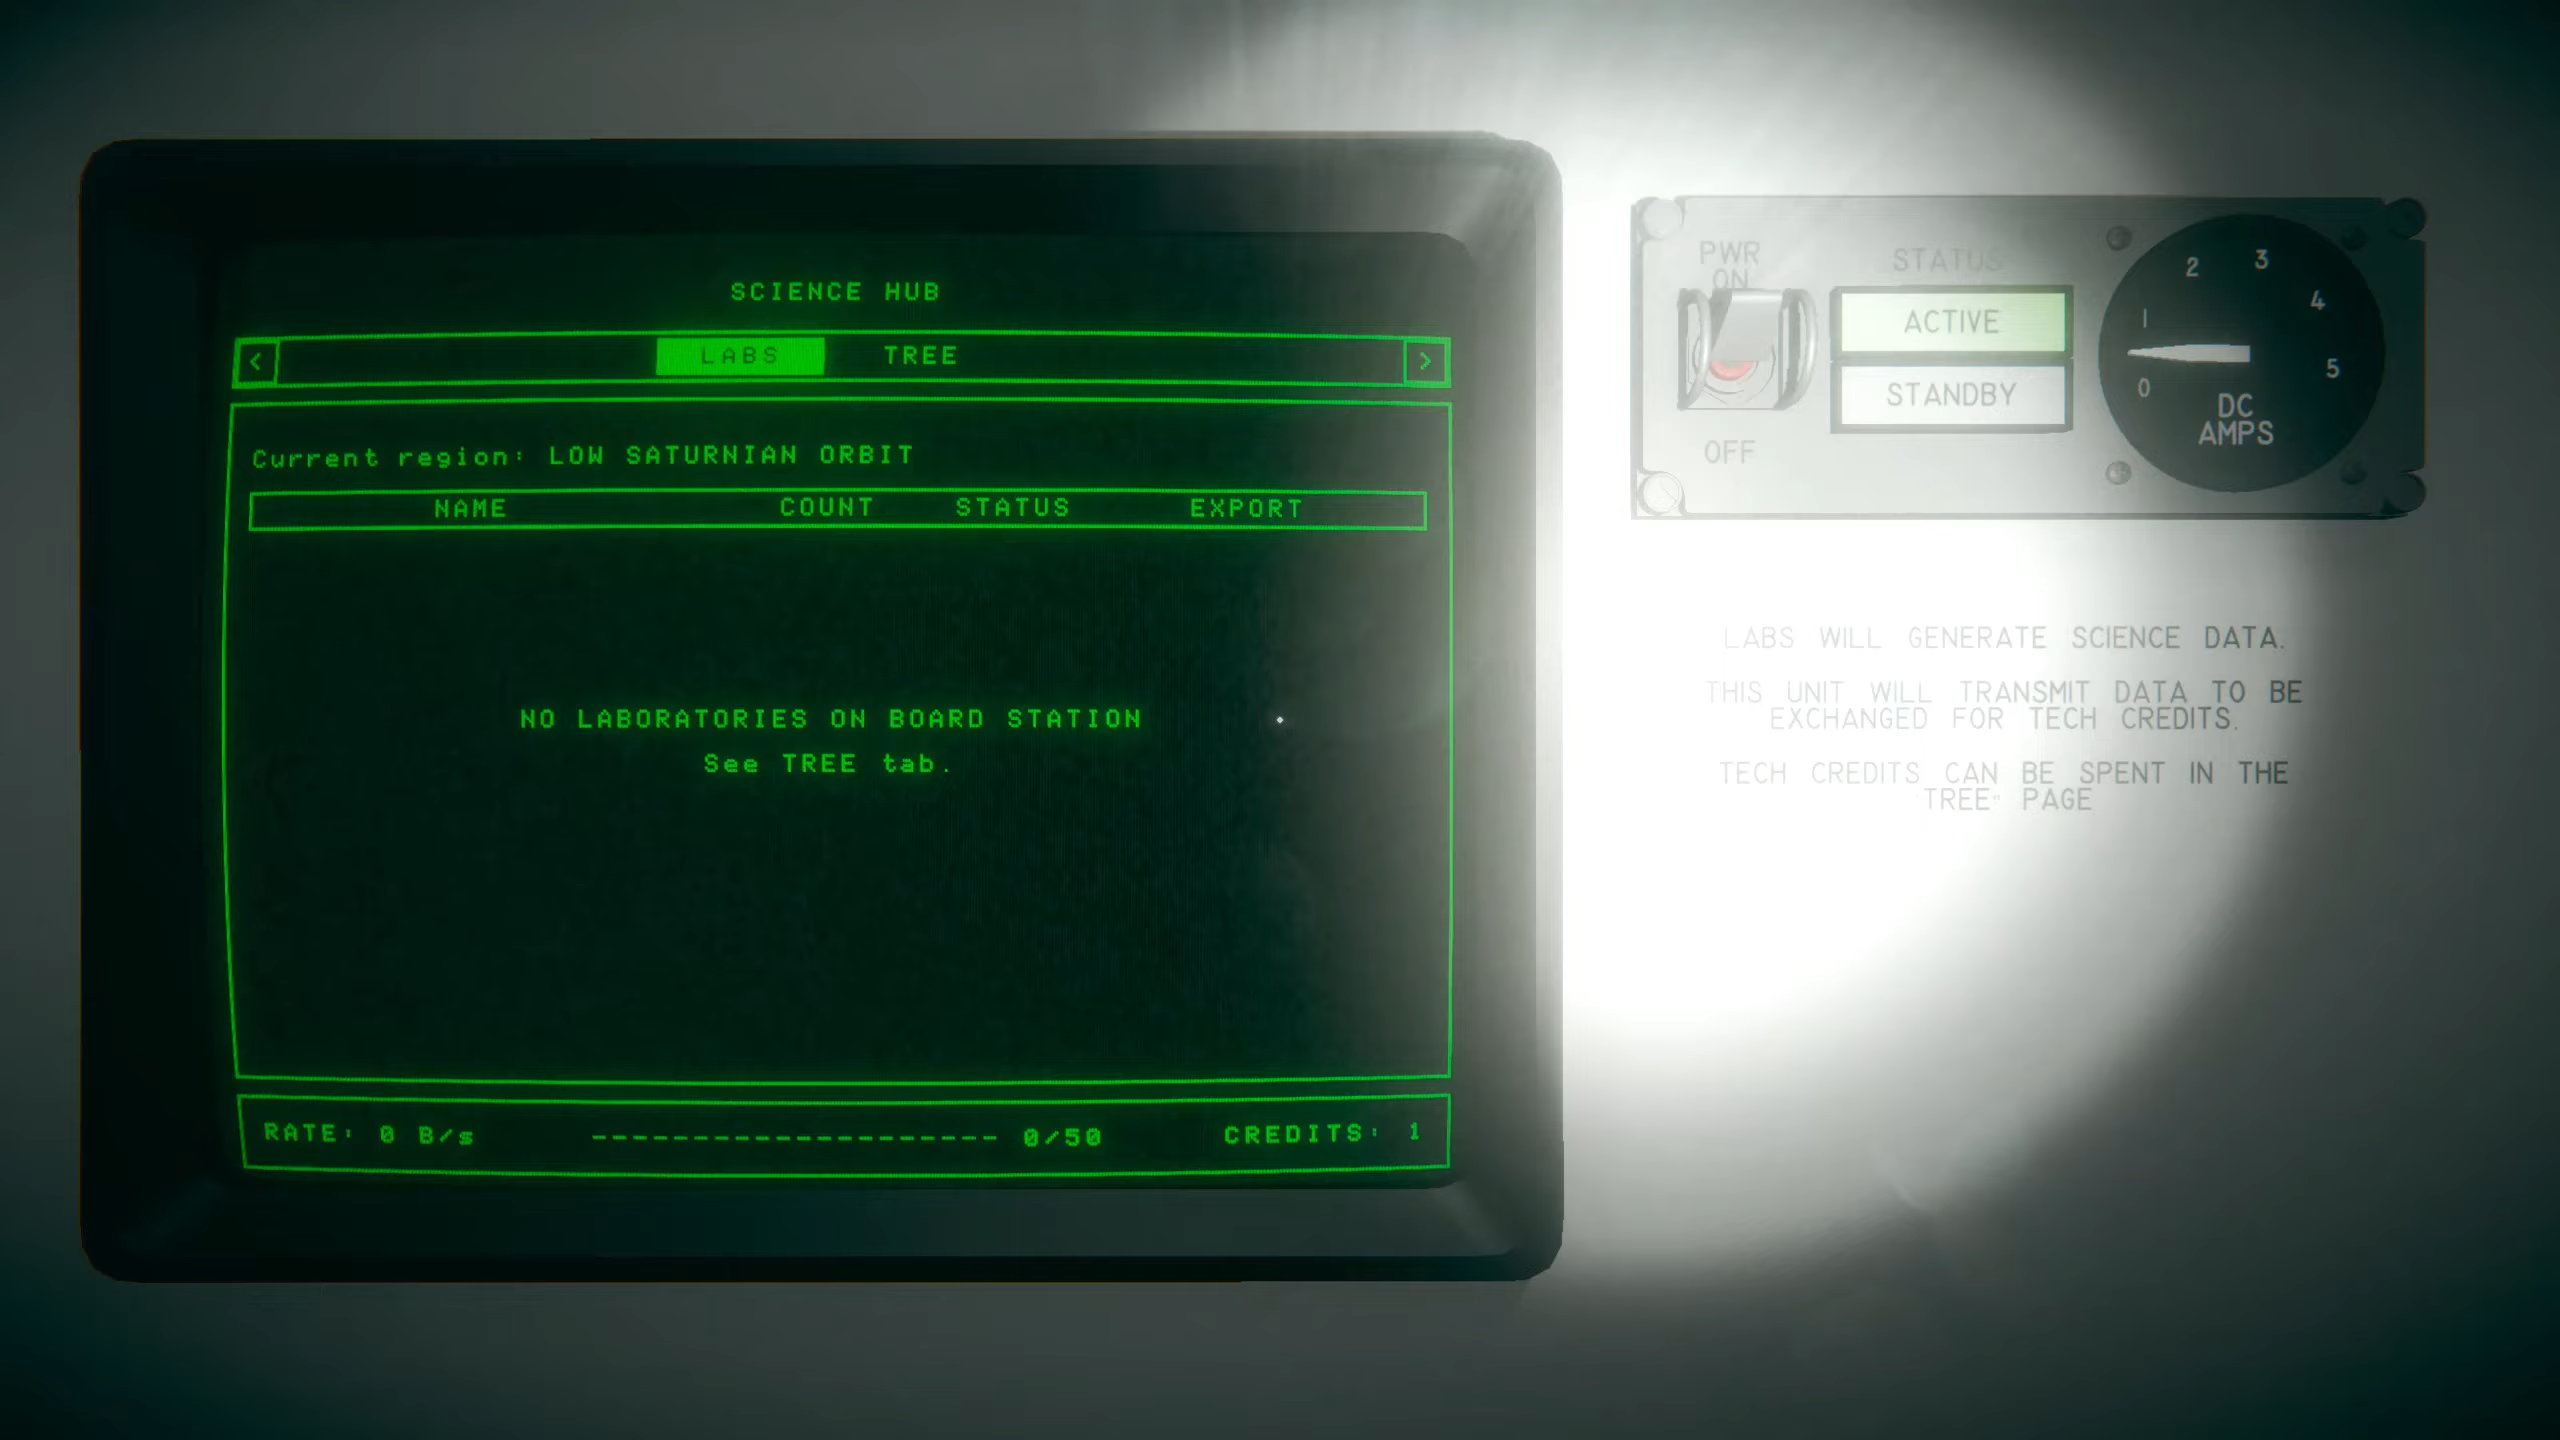 SCIENCE HUB
< LABS TREE >
Current region: LOW SATURNIAN ORBIT
NAME COUNT STATUS EXPORT
NO LABORATORIES ON BOARD STATION
See TREE tab.
RATE: 0 B/s -------------------- 0/50 CREDITS: 1
PWR
ON
OFF
STATUS
ACTIVE
STANDBY
0 1 2 3 4 5
DC
AMPS
LABS WILL GENERATE SCIENCE DATA.
THIS UNIT WILL TRANSMIT DATA TO BE
EXCHANGED FOR TECH CREDITS.
TECH CREDITS CAN BE SPENT IN THE
TREE" PAGE